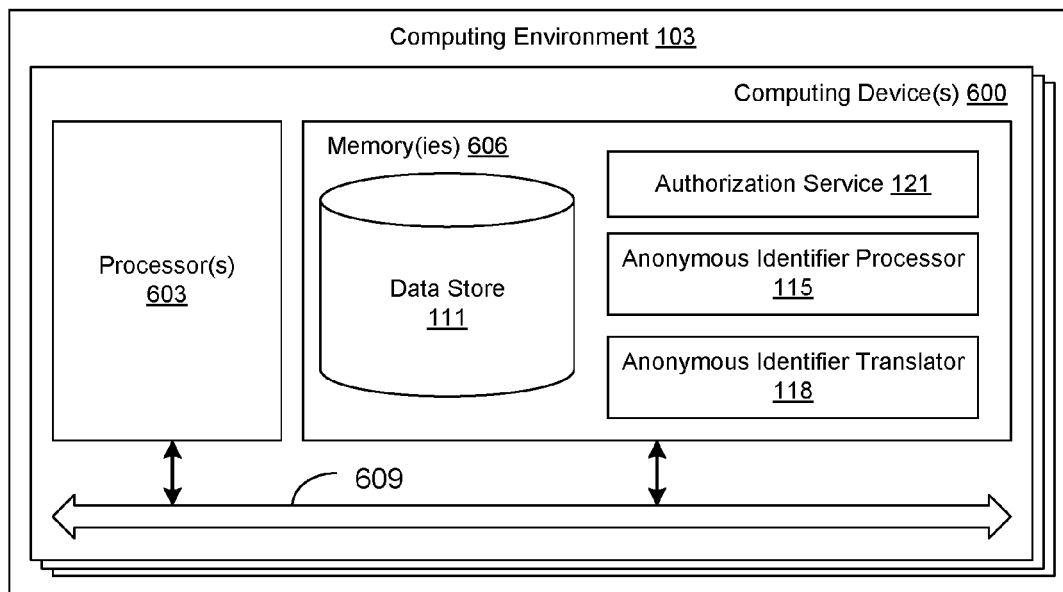 Computing Environment 103
Computing Device(s) 600
Processor(s)
603
Memory(ies) 606
Data Store
111
Authorization Service 121
Anonymous Identifier Processor
115
Anonymous Identifier Translator
118
609